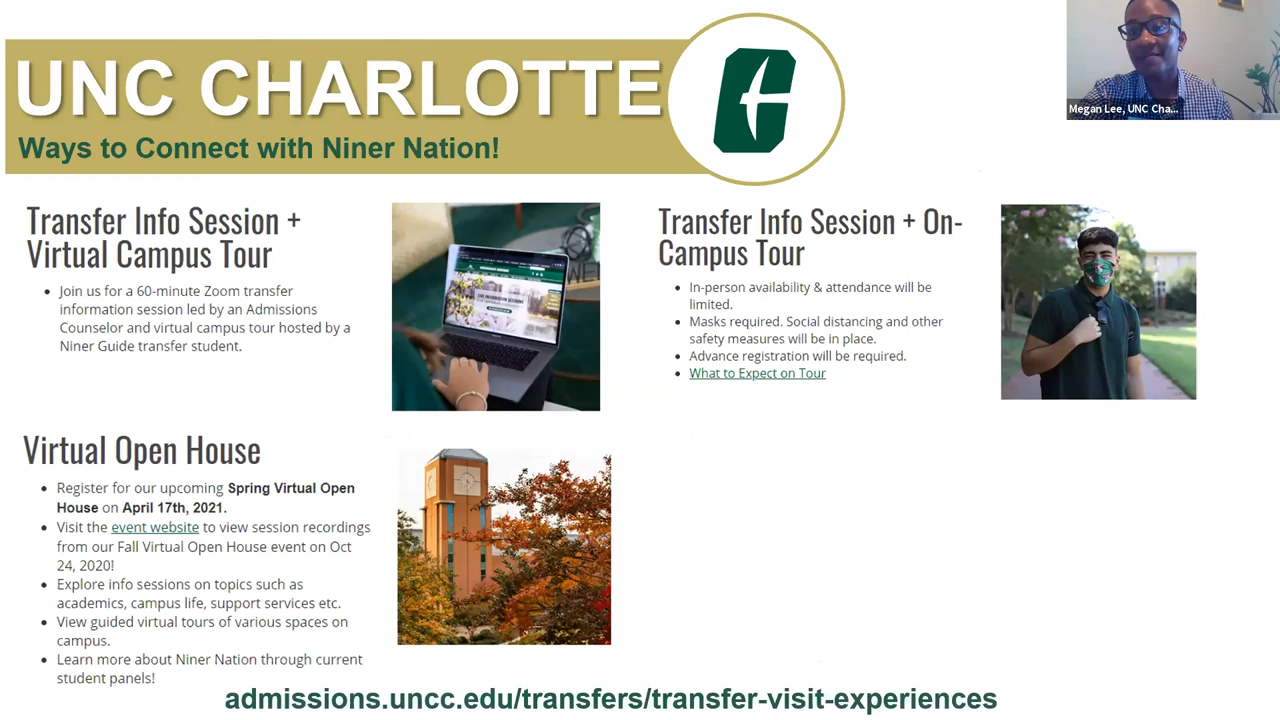 UNC CHARLOTTE
Ways to Connect with Niner Nation!
Megan Lee, UNC Cha...
Transfer Info Session +
Virtual Campus Tour
• Join us for a 60-minute Zoom transfer
information session led by an Admissions
Counselor and virtual campus tour hosted by a
Niner Guide transfer student.
Transfer Info Session + On-
Campus Tour
• In-person availability & attendance will be
limited.
• Masks required. Social distancing and other
safety measures will be in place.
• Advance registration will be required.
• What to Expect on Tour
Virtual Open House
• Register for our upcoming Spring Virtual Open
House on April 17th, 2021.
• Visit the event website to view session recordings
from our Fall Virtual Open House event on Oct
24, 2020!
• Explore info sessions on topics such as
academics, campus life, support services etc.
• View guided virtual tours of various spaces on
campus.
• Learn more about Niner Nation through current
student panels!
admissions.uncc.edu/transfers/transfer-visit-experiences